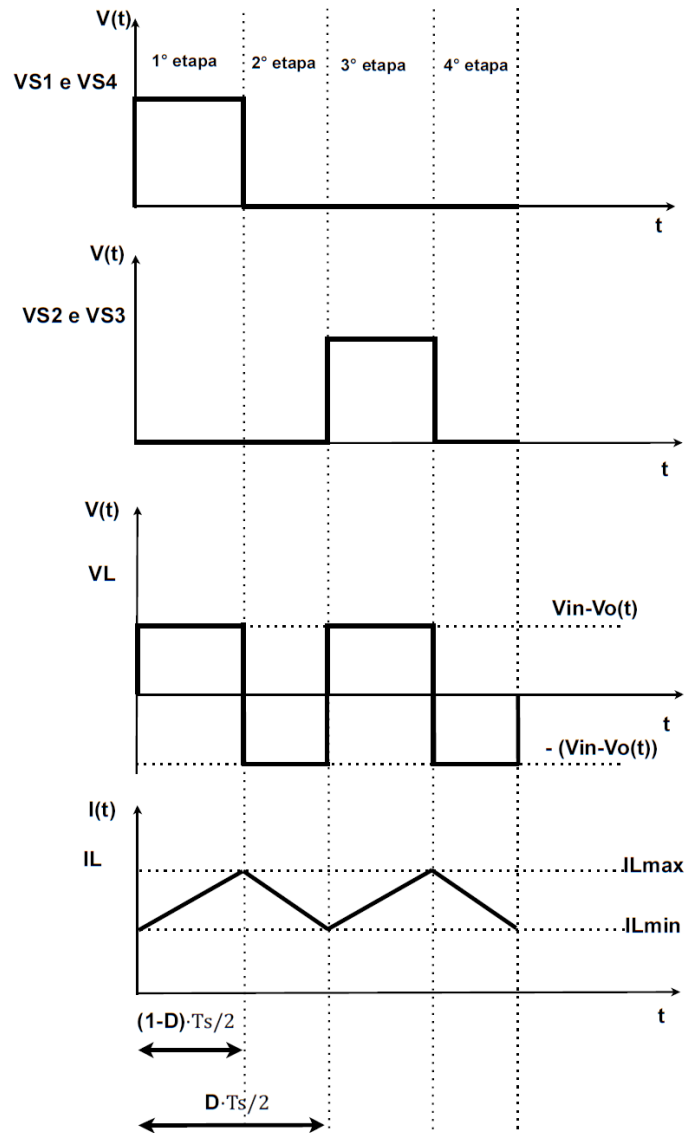 V(t)
1° etapa 2° etapa 3° etapa 4° etapa
VS1 e VS4
t
V(t)
VS2 e VS3
t
V(t)
VL
Vin-Vo(t)
t
- (Vin-Vo(t))
I(t)
IL
ILmax
ILmin
(1-D)·Ts/2
t
D·Ts/2